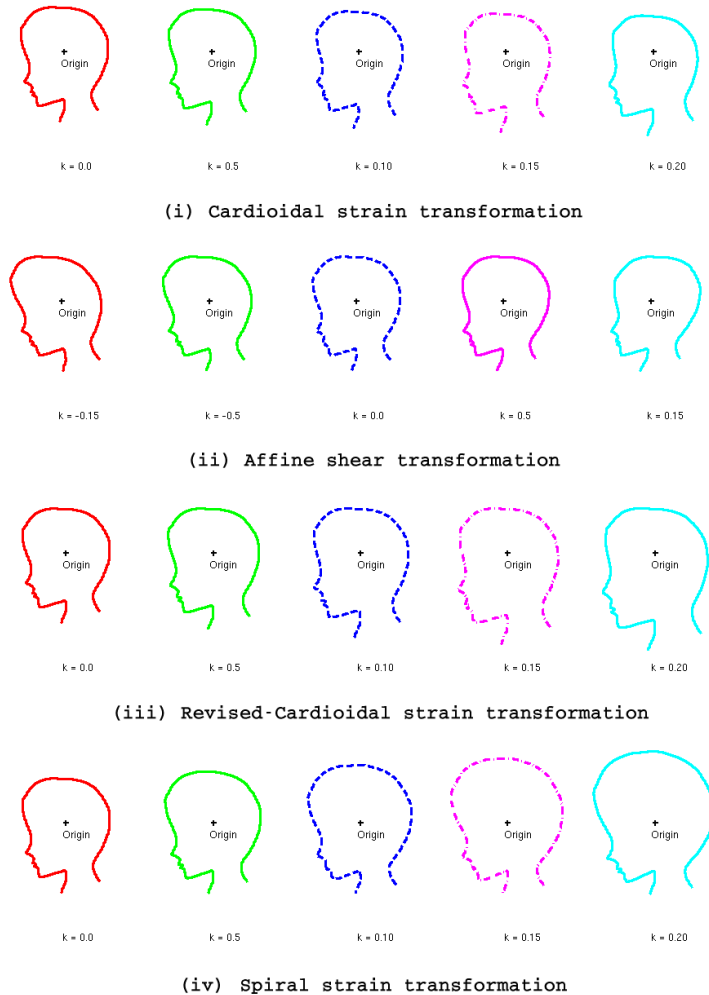 Origin Origin Origin Origin Origin
k = 0.0 k = 0.5 k = 0.10 k = 0.15 k = 0.20
(i) Cardioidal strain transformation
Origin Origin Origin Origin Origin
k = -0.15 k = -0.5 k = 0.0 k = 0.5 k = 0.15
(ii) Affine shear transformation
Origin Origin Origin Origin Origin
k = 0.0 k = 0.5 k = 0.10 k = 0.15 k = 0.20
(iii) Revised-Cardioidal strain transformation
Origin Origin Origin Origin Origin
k = 0.0 k = 0.5 k = 0.10 k = 0.15 k = 0.20
(iv) Spiral strain transformation